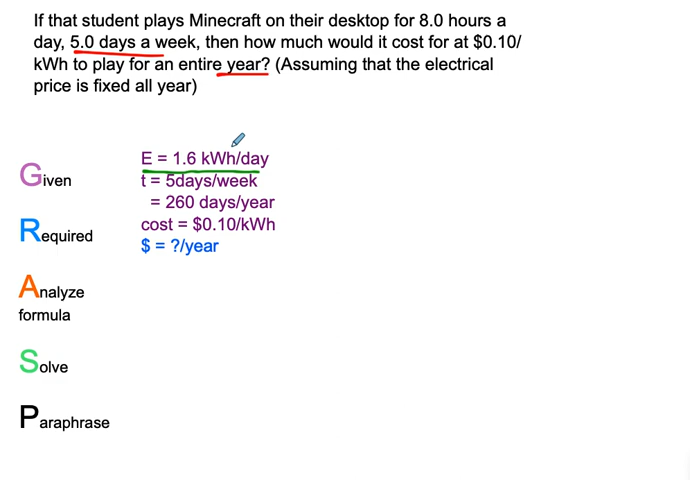 If that student plays Minecraft on their desktop for 8.0 hours a
day, 5.0 days a week, then how much would it cost for at $0.10/
kWh to play for an entire year? (Assuming that the electrical
price is fixed all year)
Given
E = 1.6 kWh/day
t = 5days/week
= 260 days/year
cost = $0.10/kWh
$ = ?/year
Required
Analyze
formula
Solve
Paraphrase